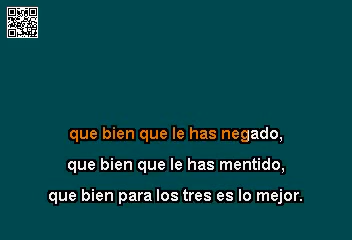 que bien que le has negado,
que bien que le has mentido,
que bien para los tres es lo mejor.